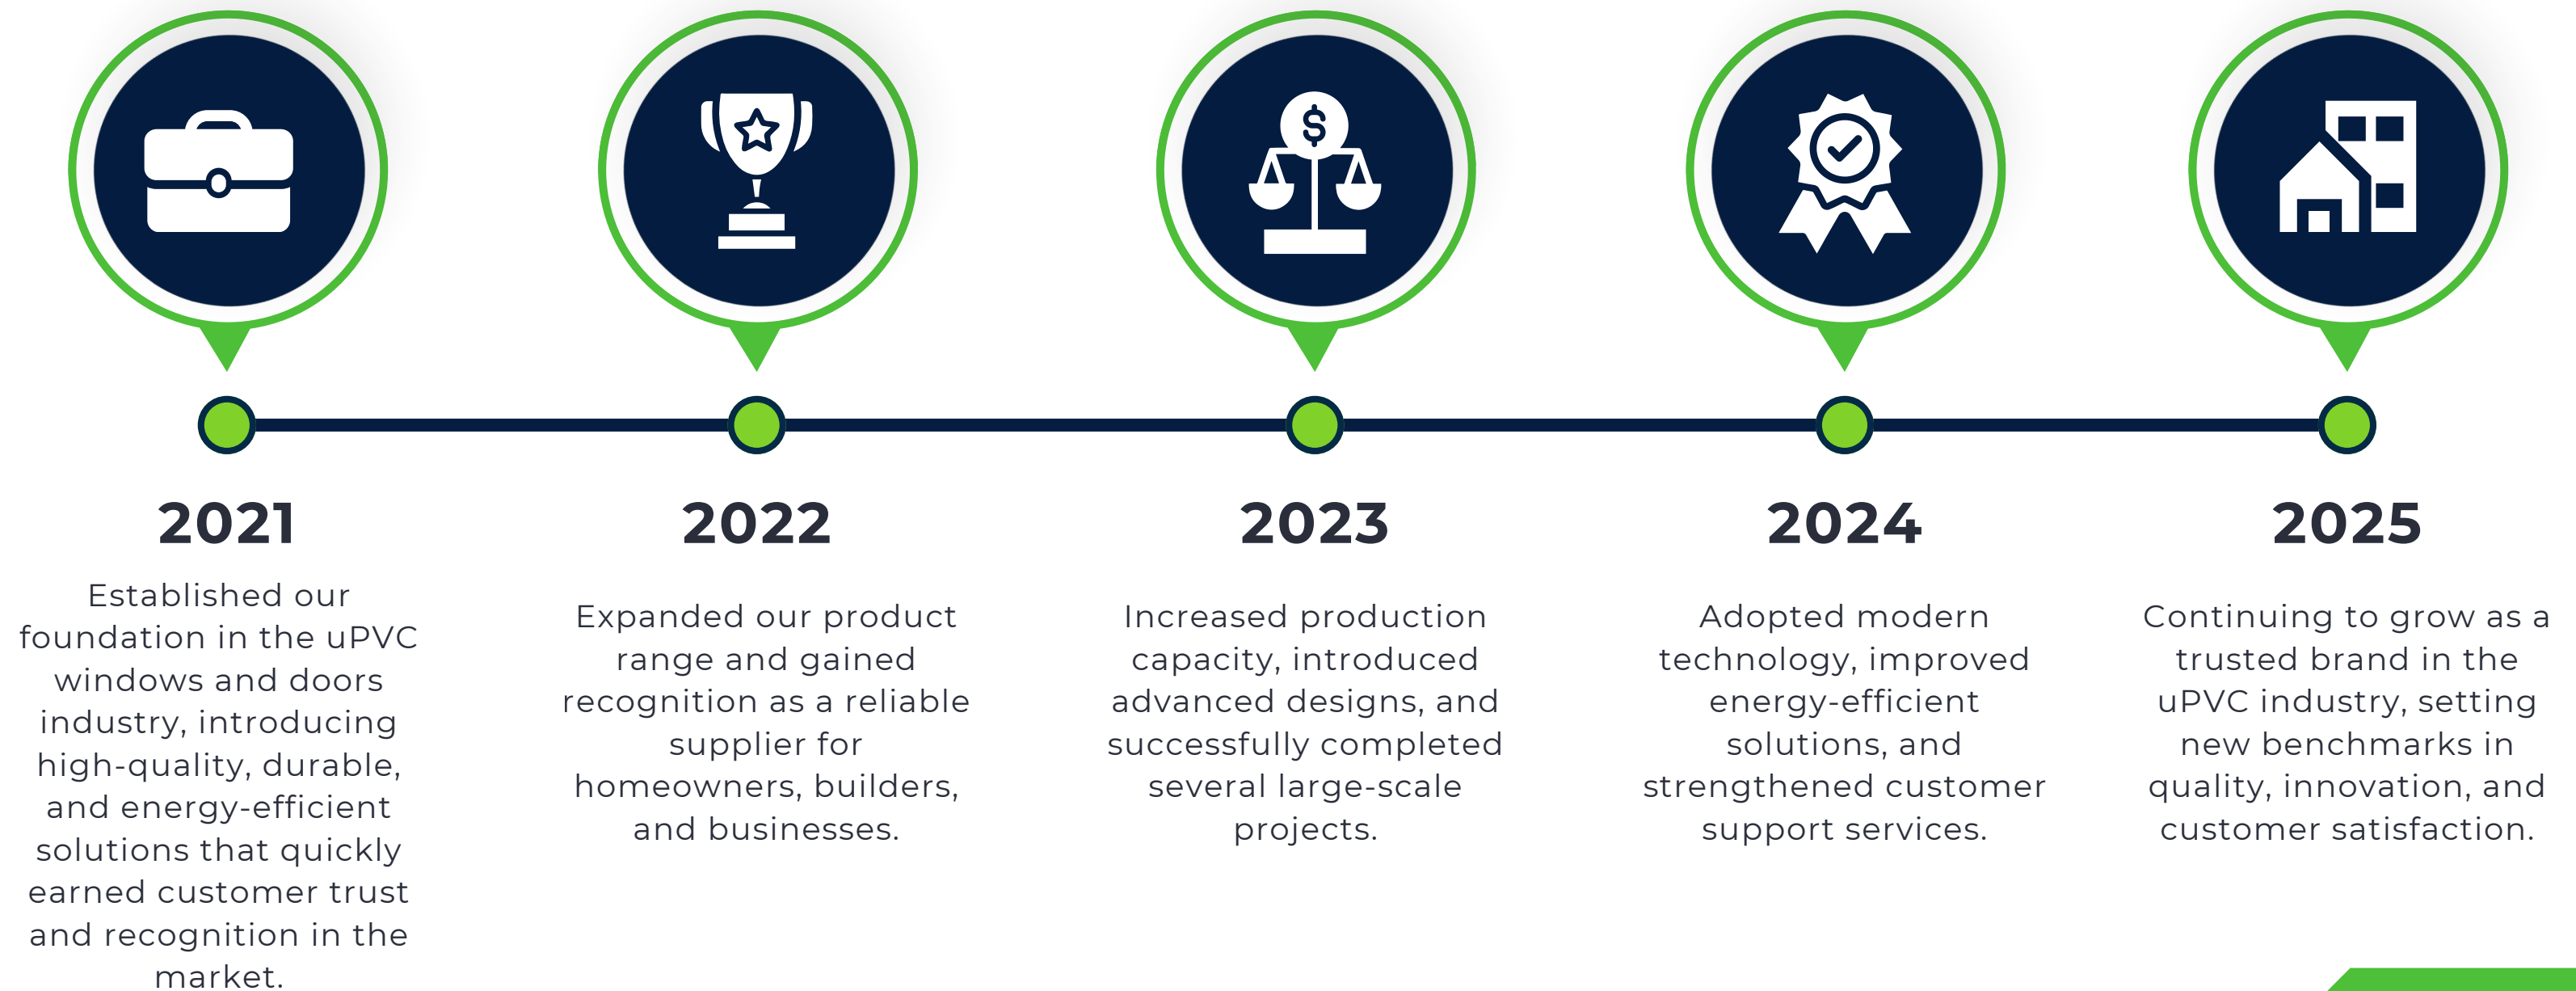 2021
Established our
foundation in the uPVC
windows and doors
industry, introducing
high-quality, durable,
and energy-efficient
solutions that quickly
earned customer trust
and recognition in the
market.
2022
Expanded our product
range and gained
recognition as a reliable
supplier for
homeowners, builders,
and businesses.
2023
Increased production
capacity, introduced
advanced designs, and
successfully completed
several large-scale
projects.
2024
Adopted modern
technology, improved
energy-efficient
solutions, and
strengthened customer
support services.
2025
Continuing to grow as a
trusted brand in the
uPVC industry, setting
new benchmarks in
quality, innovation, and
customer satisfaction.